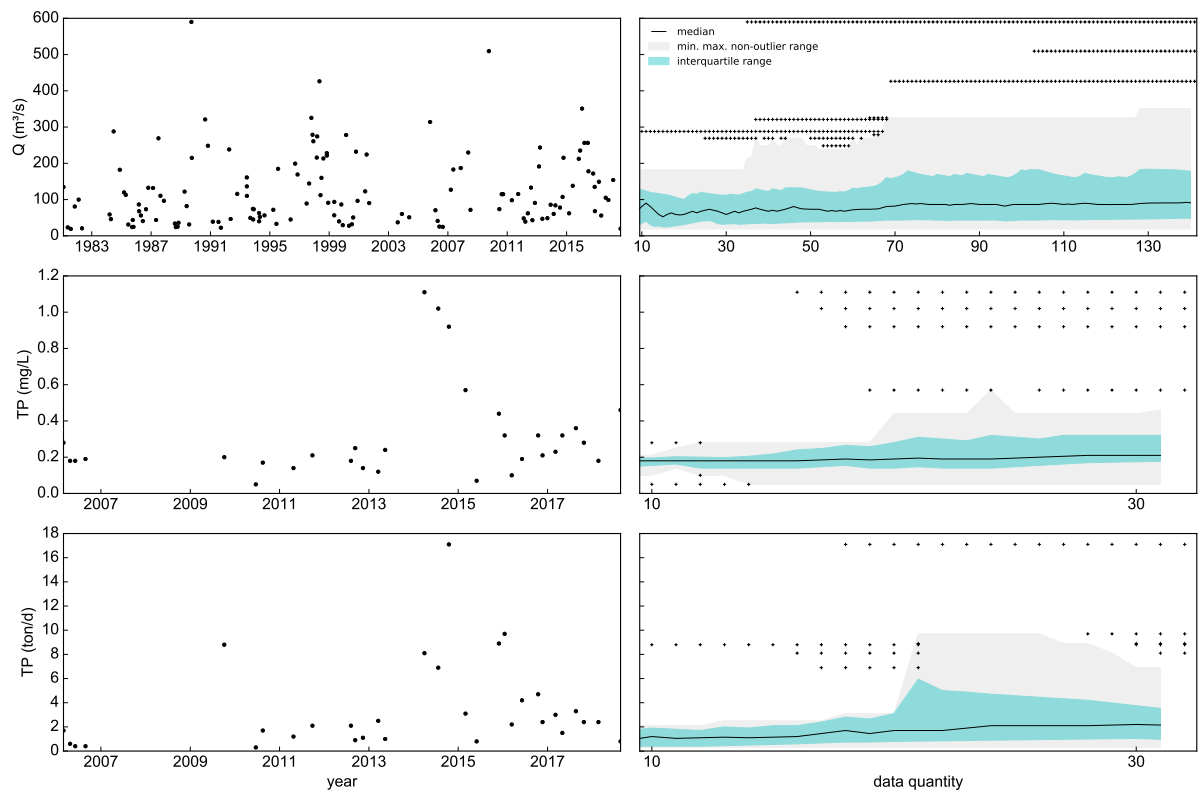 600
500
400
300
200
100
0
Q (m³/s)
1983 1987 1991 1995 1999 2003 2007 2011 2015
median
min. max. non-outlier range
interquartile range
10 30 50 70 90 110 130
1.2
1.0
0.8
0.6
0.4
0.2
0.0
TP (mg/L)
2007 2009 2011 2013 2015 2017
10 30
18
16
14
12
10
8
6
4
2
0
TP (ton/d)
2007 2009 2011 2013 2015 2017
year
10 30
data quantity